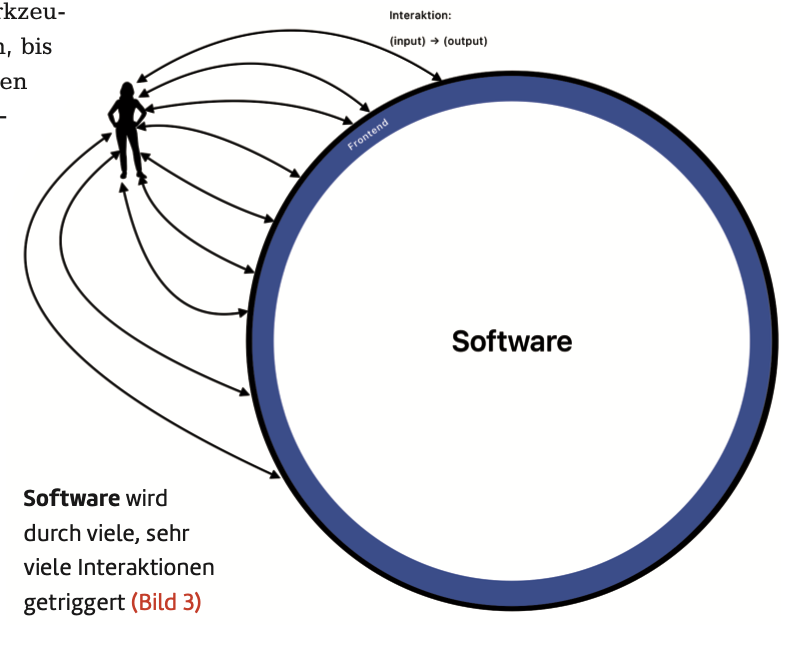 rkzeu-
n, bis
en
-
Interaktion:
(input) → (output)
Frontend
Software
Software wird
durch viele, sehr
viele Interaktionen
getriggert (Bild 3)